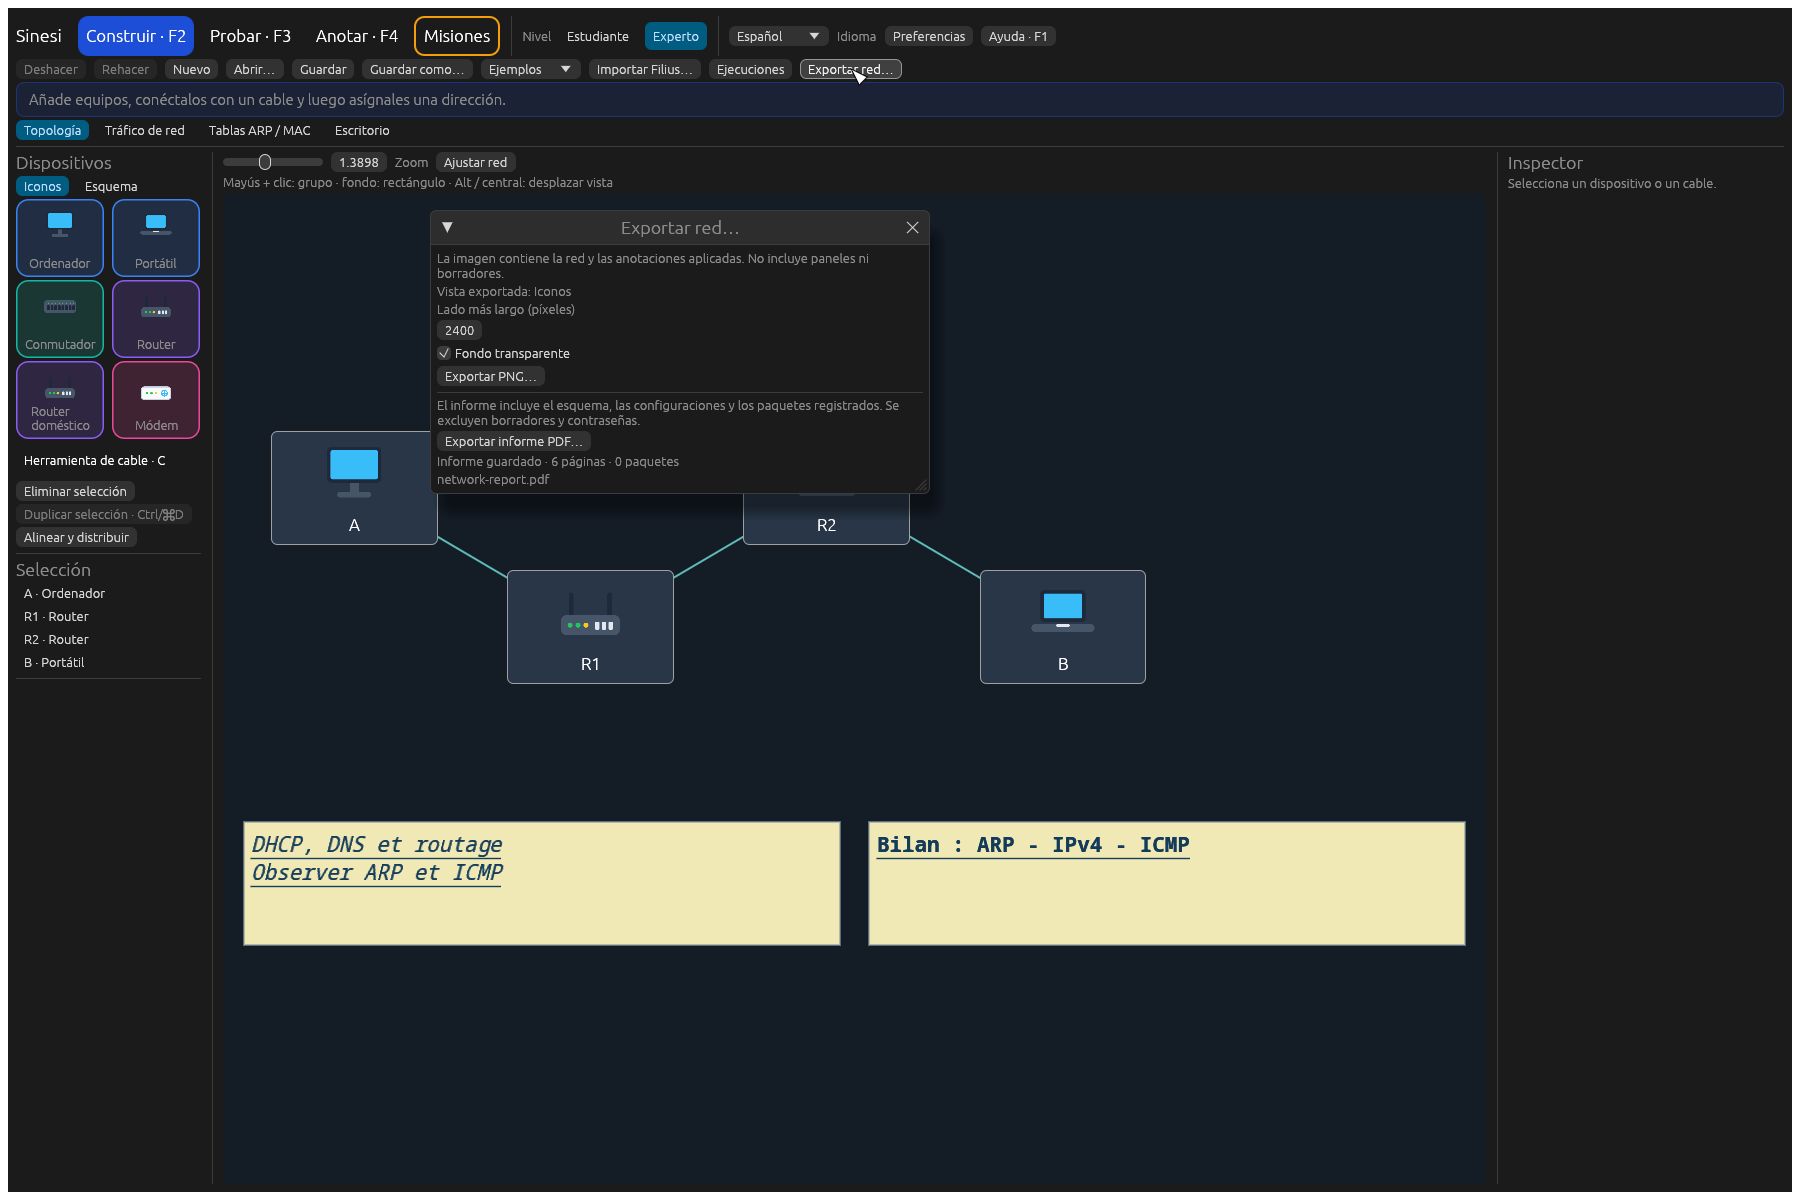 Sinesi Construir · F2 Probar · F3 Anotar · F4 Misiones Nivel Estudiante Experto Español Idioma Preferencias Ayuda · F1
Deshacer Rehacer Nuevo Abrir... Guardar Guardar como... Ejemplos Importar Filius... Ejecuciones Exportar red...
Añade equipos, conéctalos con un cable y luego asígnales una dirección.
Topología Tráfico de red Tablas ARP / MAC Escritorio
Dispositivos
Iconos Esquema
Ordenador Portátil
Conmutador Router
Router doméstico Módem
Herramienta de cable · C
Eliminar selección
Duplicar selección · Ctrl/⌘D
Alinear y distribuir
Selección
A · Ordenador
R1 · Router
R2 · Router
B · Portátil
1.3898 Zoom Ajustar red
Mayús + clic: grupo · fondo: rectángulo · Alt / central: desplazar vista
Exportar red...
La imagen contiene la red y las anotaciones aplicadas. No incluye paneles ni
borradores.
Vista exportada: Iconos
Lado más largo (píxeles)
2400
Fondo transparente
Exportar PNG...
El informe incluye el esquema, las configuraciones y los paquetes registrados. Se
excluyen borradores y contraseñas.
Exportar informe PDF...
Informe guardado · 6 páginas · 0 paquetes
network-report.pdf
A
R2
R1
B
DHCP, DNS et routage
Observer ARP et ICMP
Bilan : ARP - IPv4 - ICMP
Inspector
Selecciona un dispositivo o un cable.